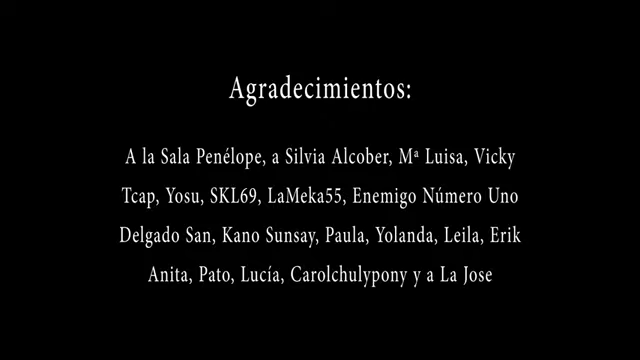 Agradecimientos:
A la Sala Penélope, a Silvia Alcober, Mª Luisa, Vicky
Tcap, Yosu, SKL69, LaMeka55, Enemigo Número Uno
Delgado San, Kano Sunsay, Paula, Yolanda, Leila, Erik
Anita, Pato, Lucía, Carolchulypony y a La Jose